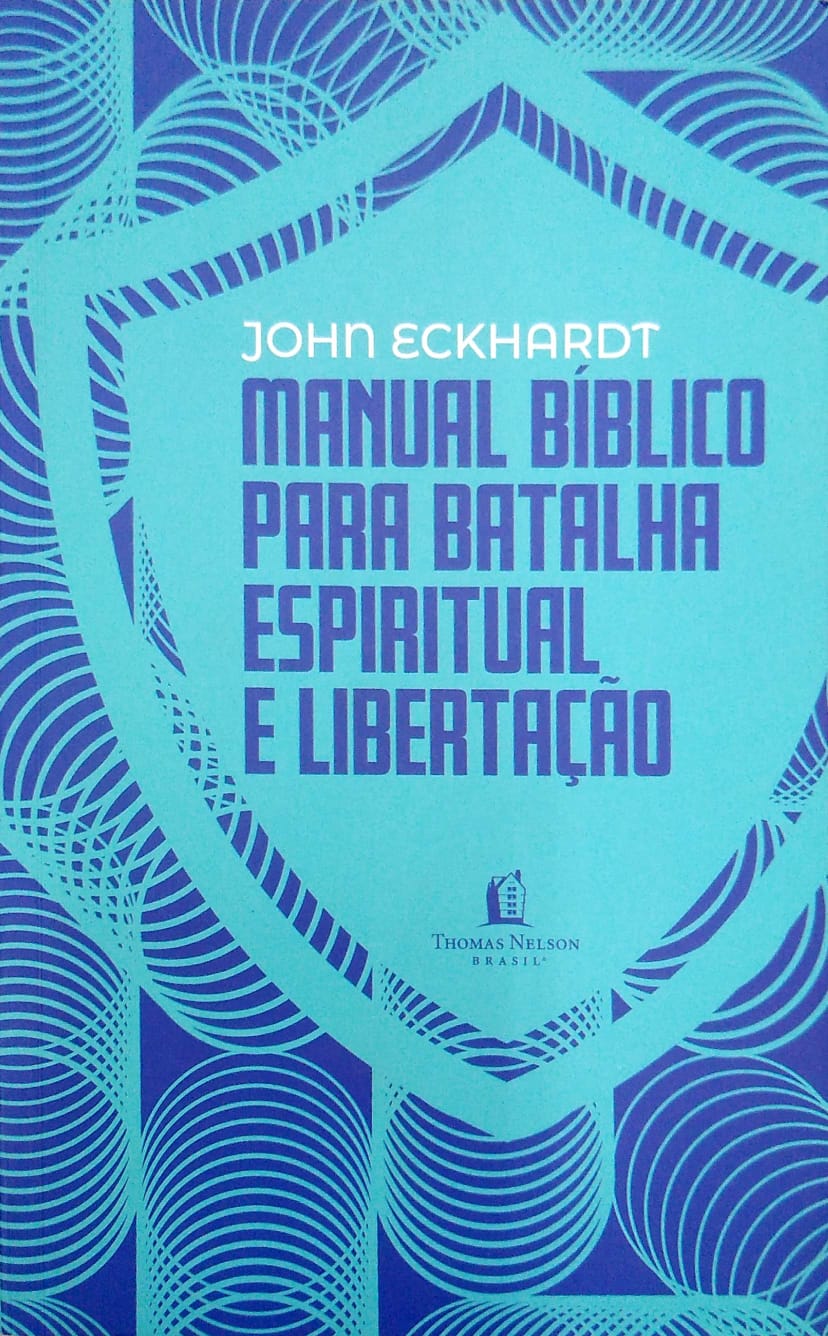 JOHN ECKHARDT
MANUAL BÍBLICO
PARA BATALHA
ESPIRITUAL
E LIBERTAÇÃO
THOMAS NELSON
BRASIL®